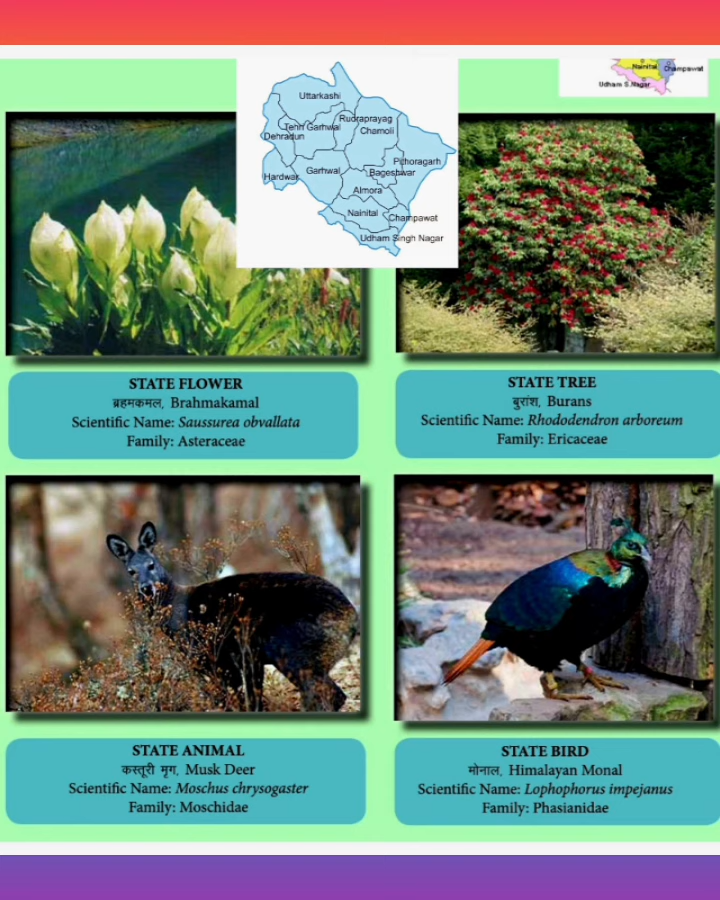 Uttarkashi
Rudraprayag
Tehri Garhwal
Chamoli
Dehradun
Pithoragarh
Hardwar
Garhwal
Bageshwar
Almora
Nainital
Champawat
Udham Singh Nagar
Nainital
Champawat
Udham S.Nagar
STATE FLOWER
ब्रहमकमल, Brahmakamal
Scientific Name: Saussurea obvallata
Family: Asteraceae
STATE TREE
बुरांश, Burans
Scientific Name: Rhododendron arboreum
Family: Ericaceae
STATE ANIMAL
कस्तूरी मृग, Musk Deer
Scientific Name: Moschus chrysogaster
Family: Moschidae
STATE BIRD
मोनाल, Himalayan Monal
Scientific Name: Lophophorus impejanus
Family: Phasianidae